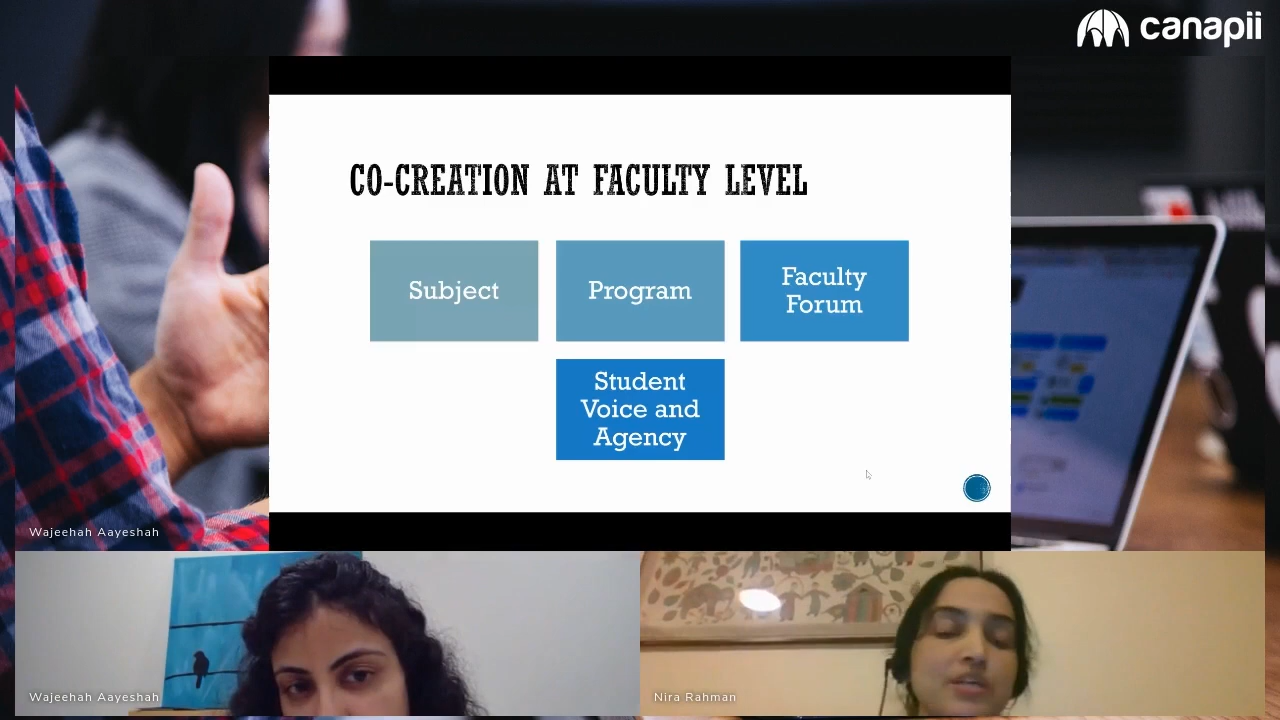 canapii
CO-CREATION AT FACULTY LEVEL
Subject
Program
Faculty
Forum
Student
Voice and
Agency
Wajeehah Aayeshah
Wajeehah Aayeshah
Nira Rahman